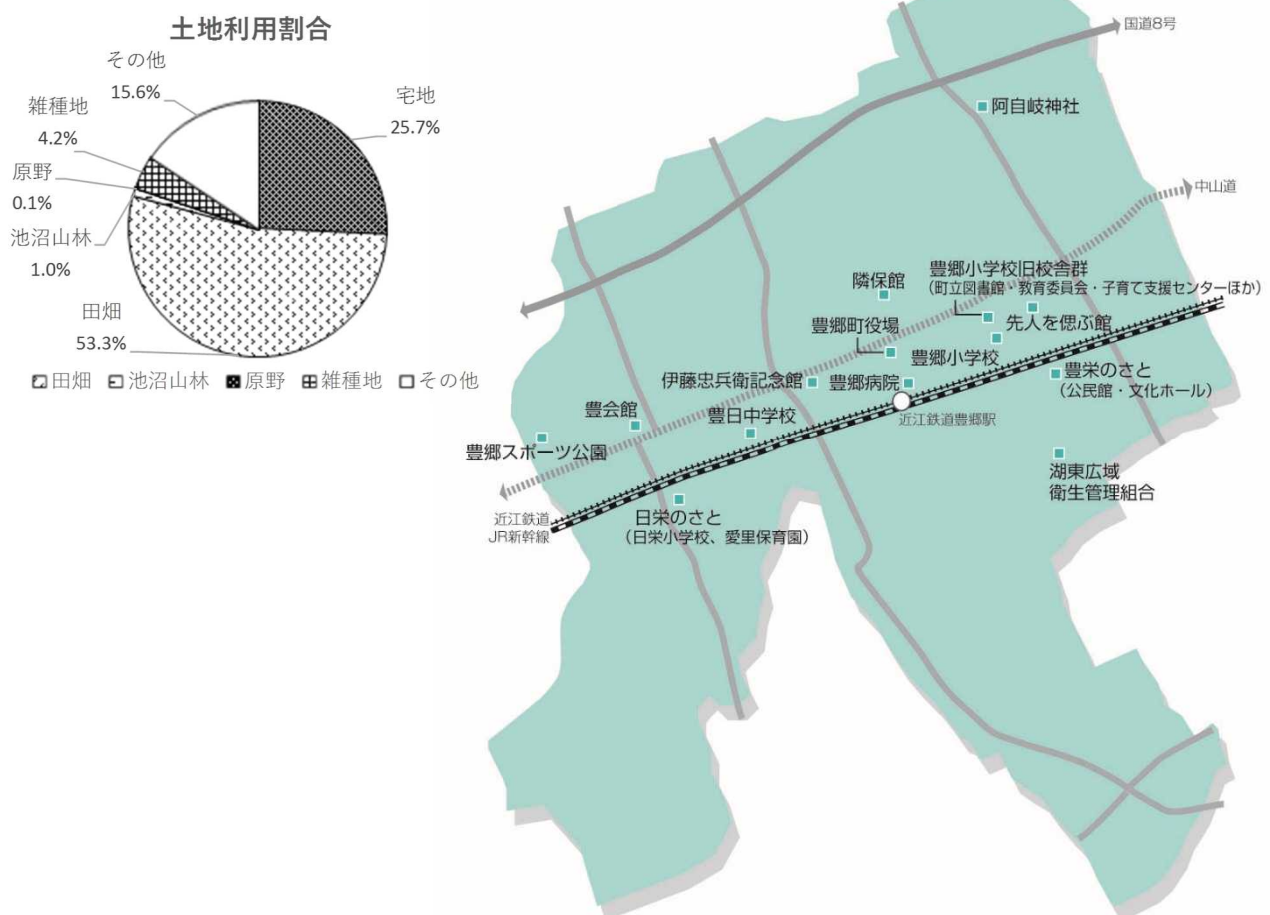 土地利用割合
その他
15.6%
宅地
25.7%
雑種地
4.2%
原野
0.1%
池沼山林
1.0%
田畑
53.3%
田畑 池沼山林 原野 雑種地 その他
国道8号
阿自岐神社
中山道
隣保館
豊郷小学校旧校舎群
(町立図書館・教育委員会・子育て支援センターほか)
先人を偲ぶ館
豊郷町役場
豊郷小学校
伊藤忠兵衛記念館
豊郷病院
豊栄のさと
(公民館・文化ホール)
近江鉄道豊郷駅
豊会館
豊日中学校
豊郷スポーツ公園
湖東広域
衛生管理組合
近江鉄道
JR新幹線
日栄のさと
(日栄小学校、愛里保育園)